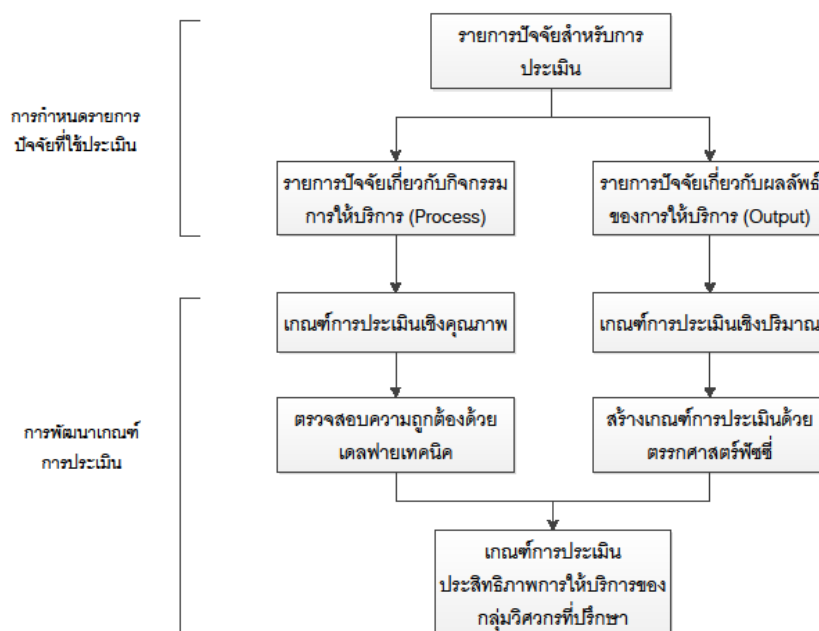 รายการปัจจัยสำหรับการ
ประเมิน
การกำหนดรายการ
ปัจจัยที่ใช้ประเมิน
รายการปัจจัยเกี่ยวกับกิจกรรม
การให้บริการ (Process)
รายการปัจจัยเกี่ยวกับผลลัพธ์
ของการให้บริการ (Output)
เกณฑ์การประเมินเชิงคุณภาพ
เกณฑ์การประเมินเชิงปริมาณ
การพัฒนาเกณฑ์
การประเมิน
ตรวจสอบความถูกต้องด้วย
เดลฟายเทคนิค
สร้างเกณฑ์การประเมินด้วย
ตรรกศาสตร์ฟัซซี่
เกณฑ์การประเมิน
ประสิทธิภาพการให้บริการของ
กลุ่มวิศวกรที่ปรึกษา